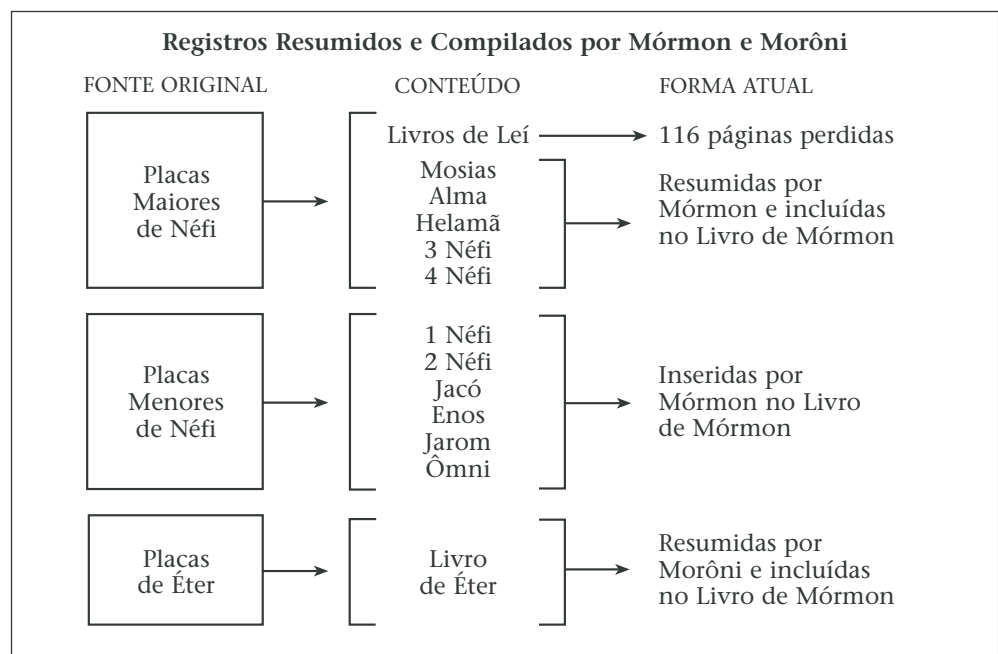 Registros Resumidos e Compilados por Mórmon e Morôni
FONTE ORIGINAL
CONTEÚDO
FORMA ATUAL
Placas
Maiores
de Néfi
Livros de Leí
116 páginas perdidas
Mosias
Alma
Helamã
3 Néfi
4 Néfi
Resumidas por
Mórmon e incluídas
no Livro de Mórmon
Placas
Menores
de Néfi
1 Néfi
2 Néfi
Jacó
Enos
Jarom
Ômni
Inseridas por
Mórmon no Livro
de Mórmon
Placas
de Éter
Livro
de Éter
Resumidas por
Morôni e incluídas
no Livro de Mórmon